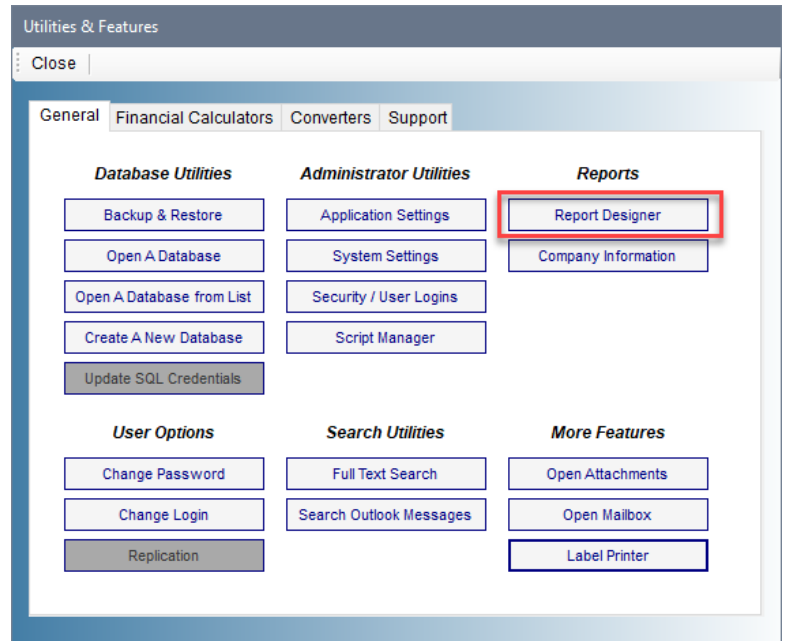 Utilities & Features
Close
General Financial Calculators Converters Support
Database Utilities Administrator Utilities Reports
Backup & Restore Application Settings Report Designer
Open A Database System Settings Company Information
Open A Database from List Security / User Logins
Create A New Database Script Manager
Update SQL Credentials
User Options Search Utilities More Features
Change Password Full Text Search Open Attachments
Change Login Search Outlook Messages Open Mailbox
Replication Label Printer